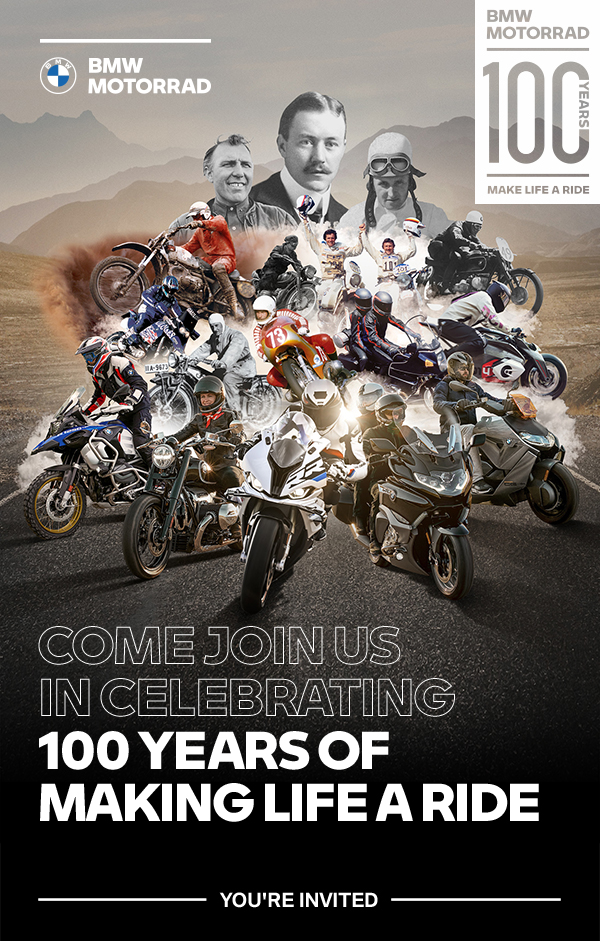 BMW
MOTORRAD
BMW
MOTORRAD
100
YEARS
MAKE LIFE A RIDE
13
COME JOIN US
IN CELEBRATING
100 YEARS OF
MAKING LIFE A RIDE
YOU'RE INVITED